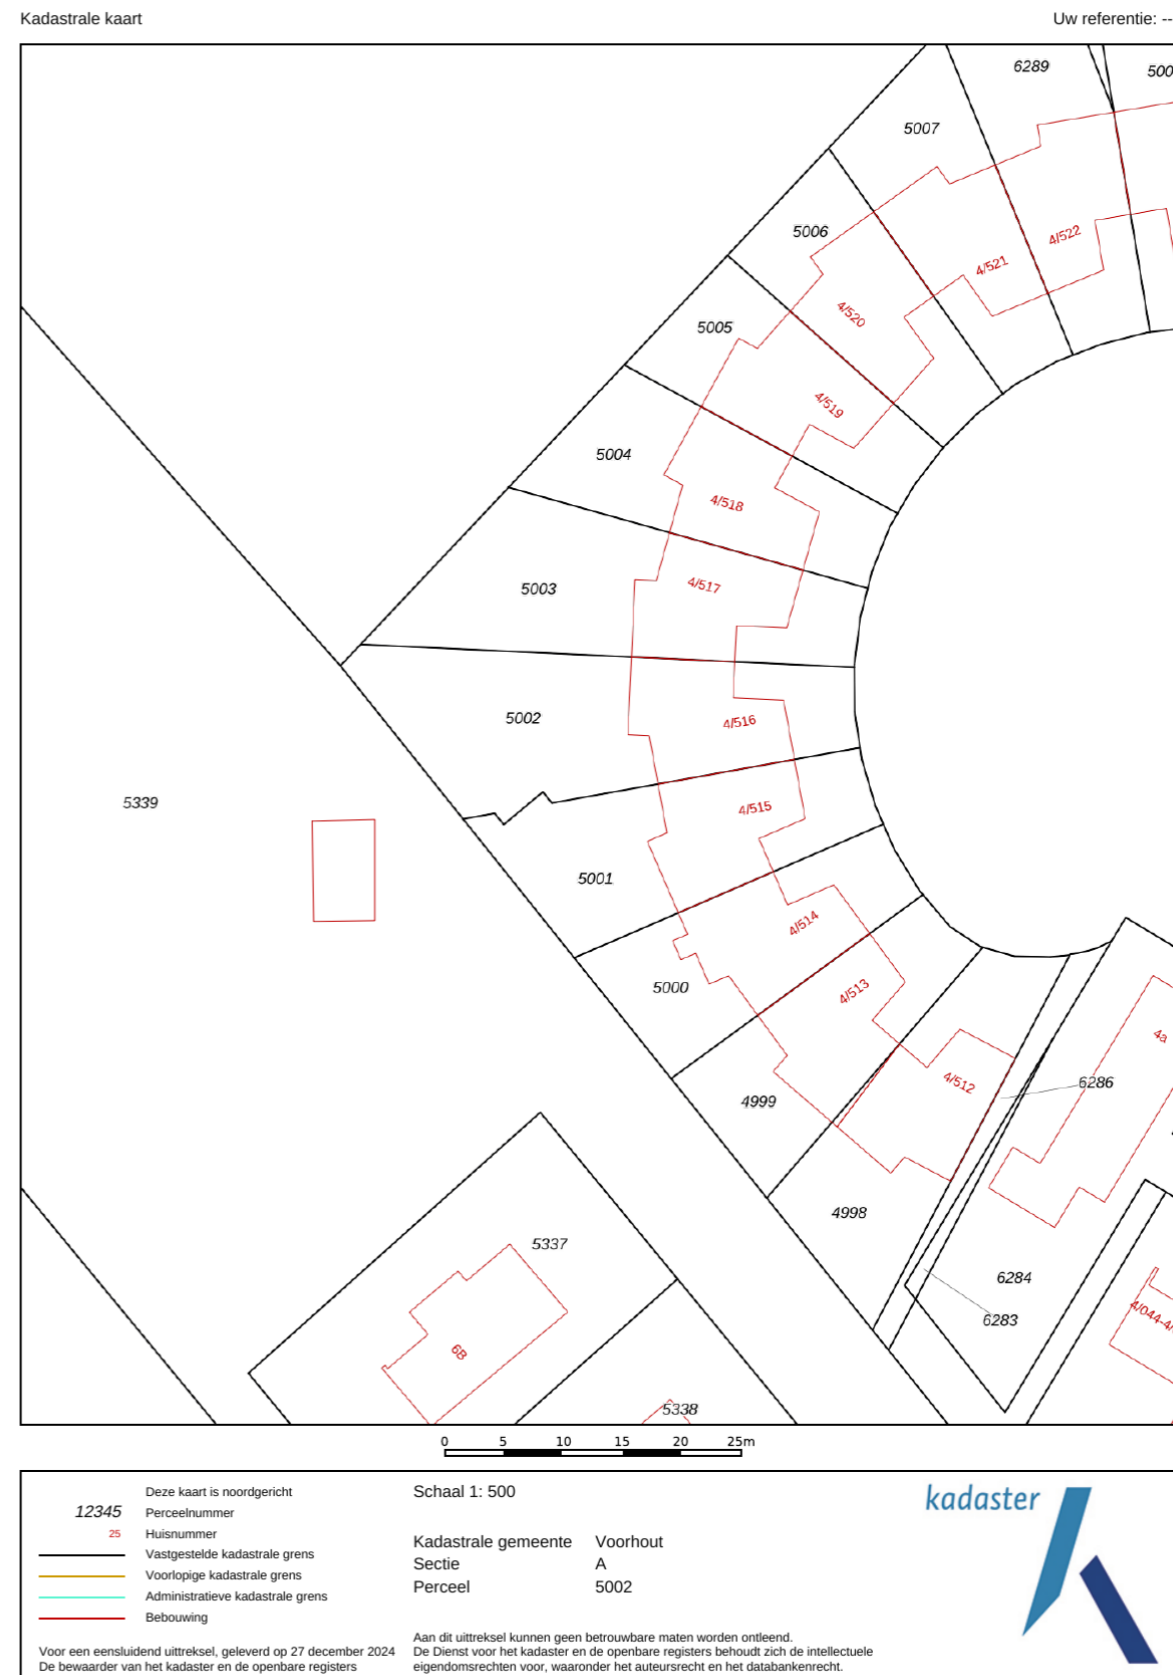 Kadastrale kaart
Uw referentie: --
6289
500
5007
5006
4/522
4/521
5005
4/520
4/519
5004
4/518
5003
4/517
5002
4/516
5339
4/515
5001
4/514
5000
4/513
4a
4999
4/512
6286
4998
5337
6284
6283
4/044-4/
6B
5338
0 5 10 15 20 25m
Deze kaart is noordgericht
12345 Perceelnummer
25 Huisnummer
Vastgestelde kadastrale grens
Voorlopige kadastrale grens
Administratieve kadastrale grens
Bebouwing
Voor een eensluidend uittreksel, geleverd op 27 december 2024
De bewaarder van het kadaster en de openbare registers
Schaal 1: 500
Kadastrale gemeente Voorhout
Sectie A
Perceel 5002
Aan dit uittreksel kunnen geen betrouwbare maten worden ontleend.
De Dienst voor het kadaster en de openbare registers behoudt zich de intellectuele
eigendomsrechten voor, waaronder het auteursrecht en het databankenrecht.
kadaster